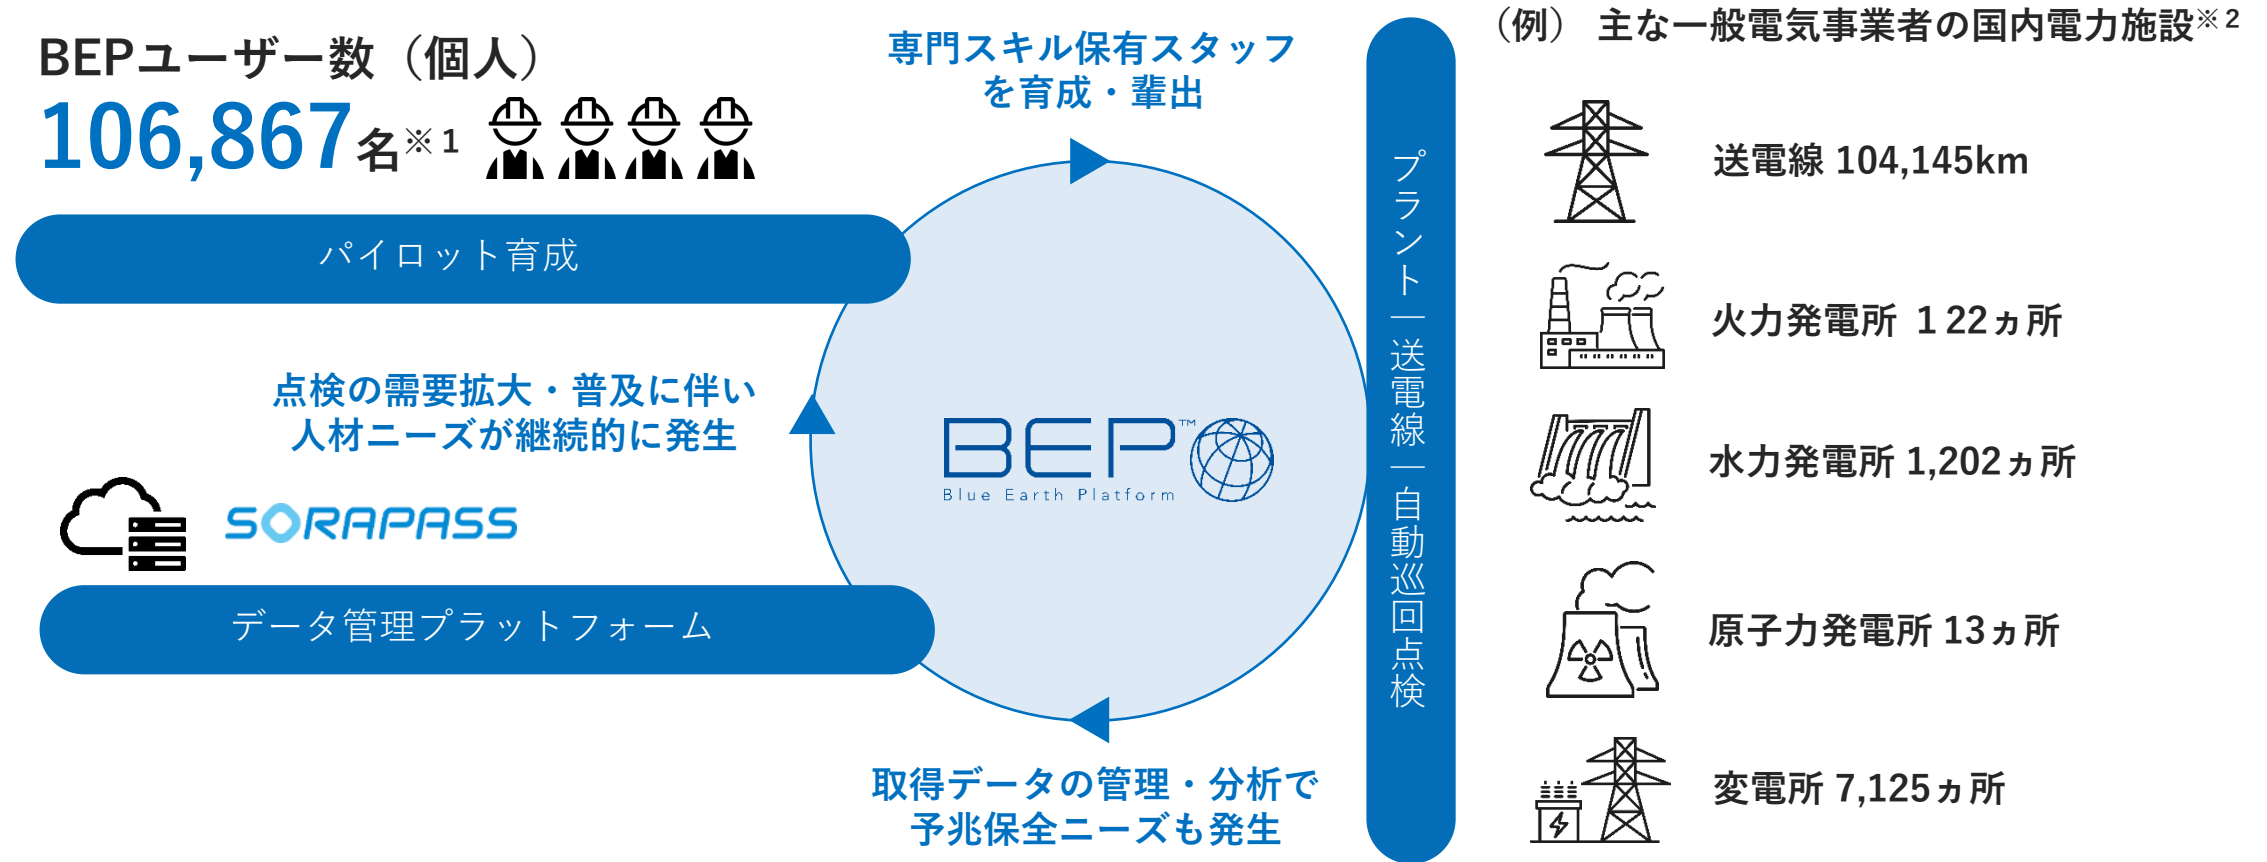 BEPユーザー数（個人）
106,867名※1
パイロット育成
専門スキル保有スタッフ
を育成・輩出
点検の需要拡大・普及に伴い
人材ニーズが継続的に発生
SORAPASS
データ管理プラットフォーム
BEP™
Blue Earth Platform
取得データの管理・分析で
予兆保全ニーズも発生
プラント｜送電線｜自動巡回点検
（例） 主な一般電気事業者の国内電力施設※2
送電線 104,145km
火力発電所 １22ヵ所
水力発電所 1,202ヵ所
原子力発電所 13ヵ所
変電所 7,125ヵ所